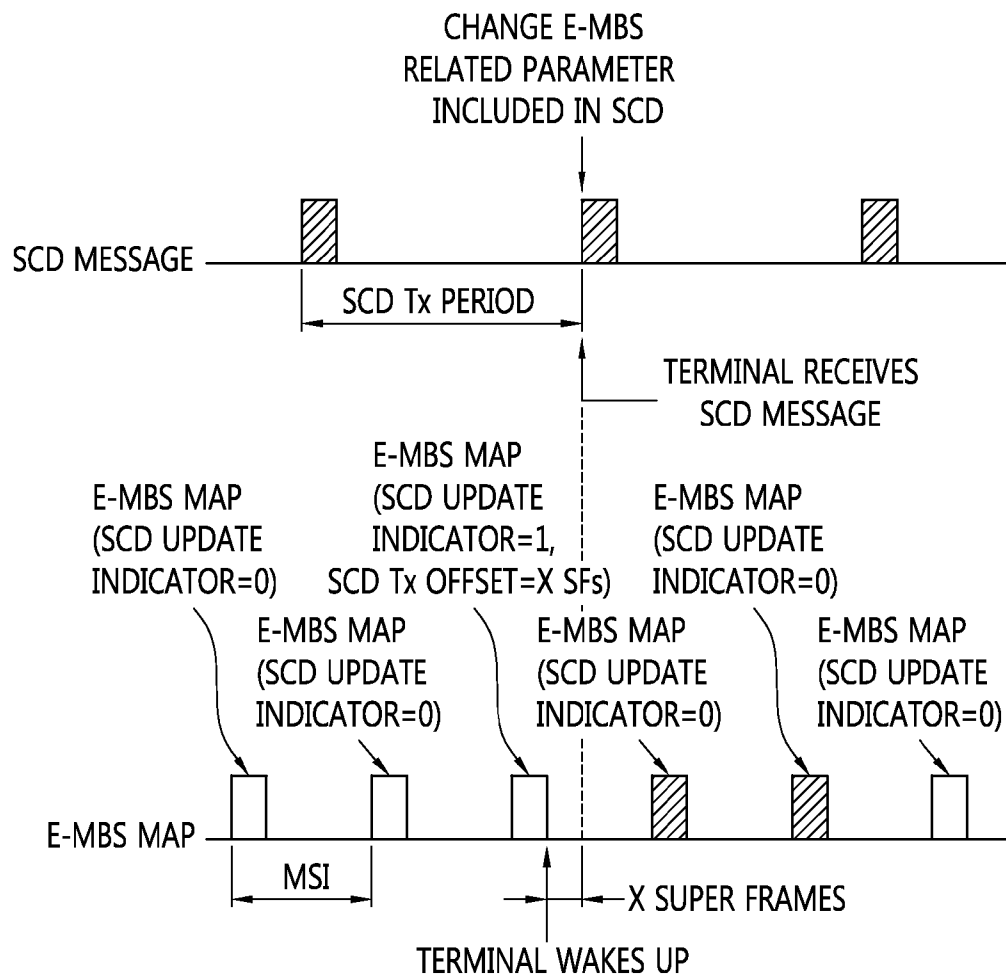 CHANGE E-MBS
RELATED PARAMETER
INCLUDED IN SCD
SCD MESSAGE
SCD Tx PERIOD
TERMINAL RECEIVES
SCD MESSAGE
E-MBS MAP
(SCD UPDATE
INDICATOR=0)
E-MBS MAP
(SCD UPDATE
INDICATOR=1,
SCD Tx OFFSET=X SFs)
E-MBS MAP
(SCD UPDATE
INDICATOR=0)
E-MBS MAP
(SCD UPDATE
INDICATOR=0)
E-MBS MAP
(SCD UPDATE
INDICATOR=0)
E-MBS MAP
(SCD UPDATE
INDICATOR=0)
E-MBS MAP
MSI
X SUPER FRAMES
TERMINAL WAKES UP